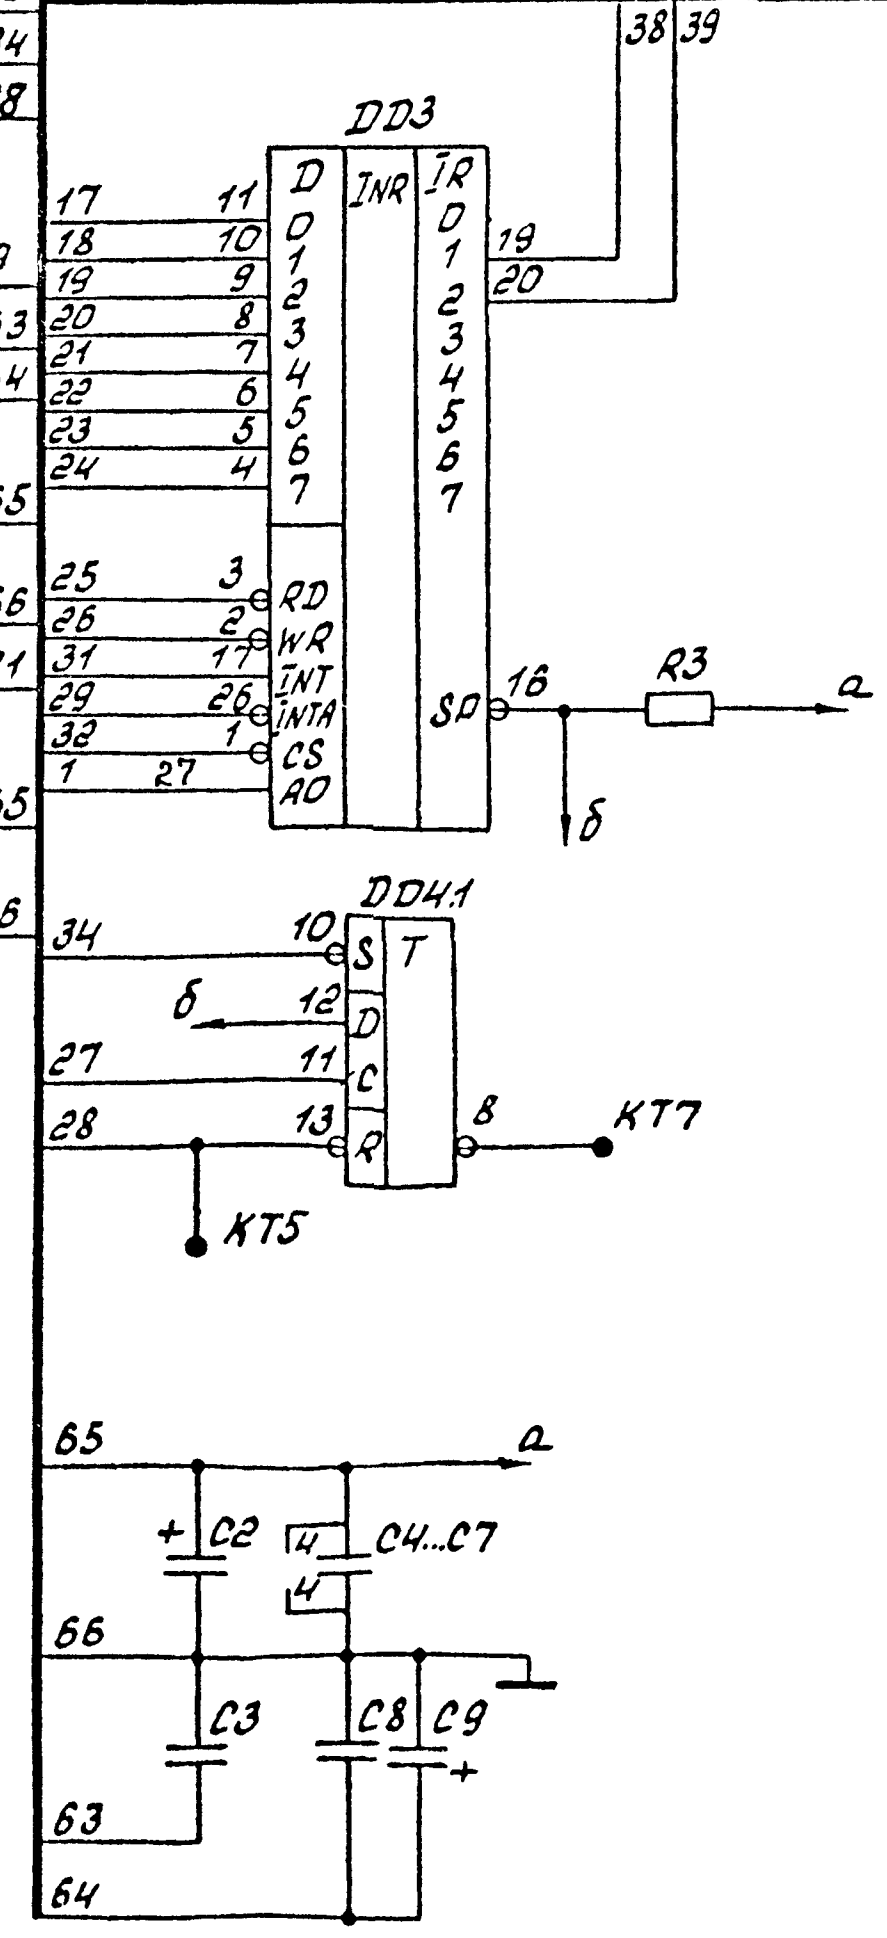 38 39
DD3
D INR IR
17 11 0 0
18 10 1 1 19
19 9 2 2 20
20 8 3 3
21 7 4 4
22 6 5 5
23 5 6 6
24 4 7 7
25 3 RD
26 2 WR
31 17 INT
29 26 INTA SP 16 R3 а
32 1 CS
1 27 A0
б
DD4.1
34 10 S T
б 12 D
27 11 C
28 13 R 8 КТ7
КТ5
65 а
+ C2 4 C4...C7
4
66
C3 C8 C9
+
63
64